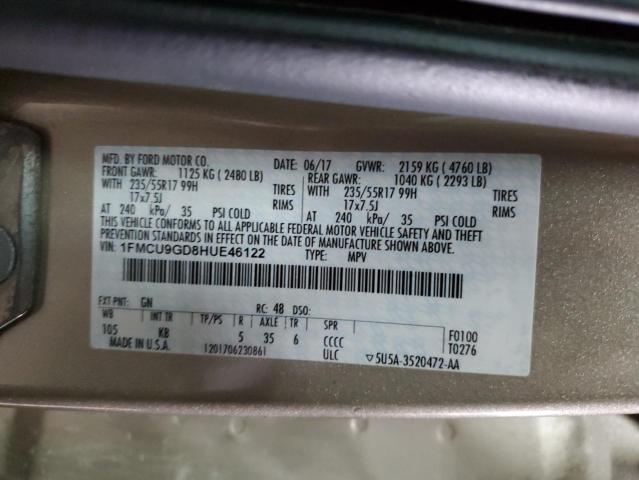 MFD. BY FORD MOTOR CO.
DATE: 06/17 GVWR: 2159 KG ( 4760 LB)
FRONT GAWR: 1125 KG ( 2480 LB) REAR GAWR: 1040 KG ( 2293 LB)
WITH 235/55R17 99H TIRES WITH 235/55R17 99H TIRES
17x7.5J RIMS 17x7.5J RIMS
AT 240 kPa/ 35 PSI COLD AT 240 kPa/ 35 PSI COLD
THIS VEHICLE CONFORMS TO ALL APPLICABLE FEDERAL MOTOR VEHICLE SAFETY AND THEFT
PREVENTION STANDARDS IN EFFECT ON THE DATE OF MANUFACTURE SHOWN ABOVE.
VIN: 1FMCU9GD8HUE46122 TYPE: MPV
EXT PNT: GN RC: 48 DSO:
WB INT TR TP/PS R AXLE TR SPR F0100
105 KB 5 35 6 CCCC T0276
MADE IN U.S.A. 1201706230861 ULC ▽5U5A-3520472-AA